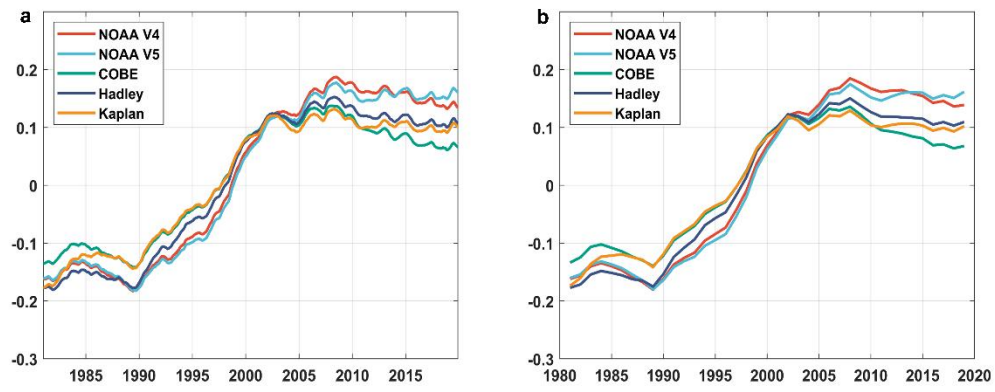 a
NOAA V4
NOAA V5
COBE
Hadley
Kaplan
0.2
0.1
0
-0.1
-0.2
-0.3
1985 1990 1995 2000 2005 2010 2015
b
NOAA V4
NOAA V5
COBE
Hadley
Kaplan
0.2
0.1
0
-0.1
-0.2
-0.3
1980 1985 1990 1995 2000 2005 2010 2015 2020